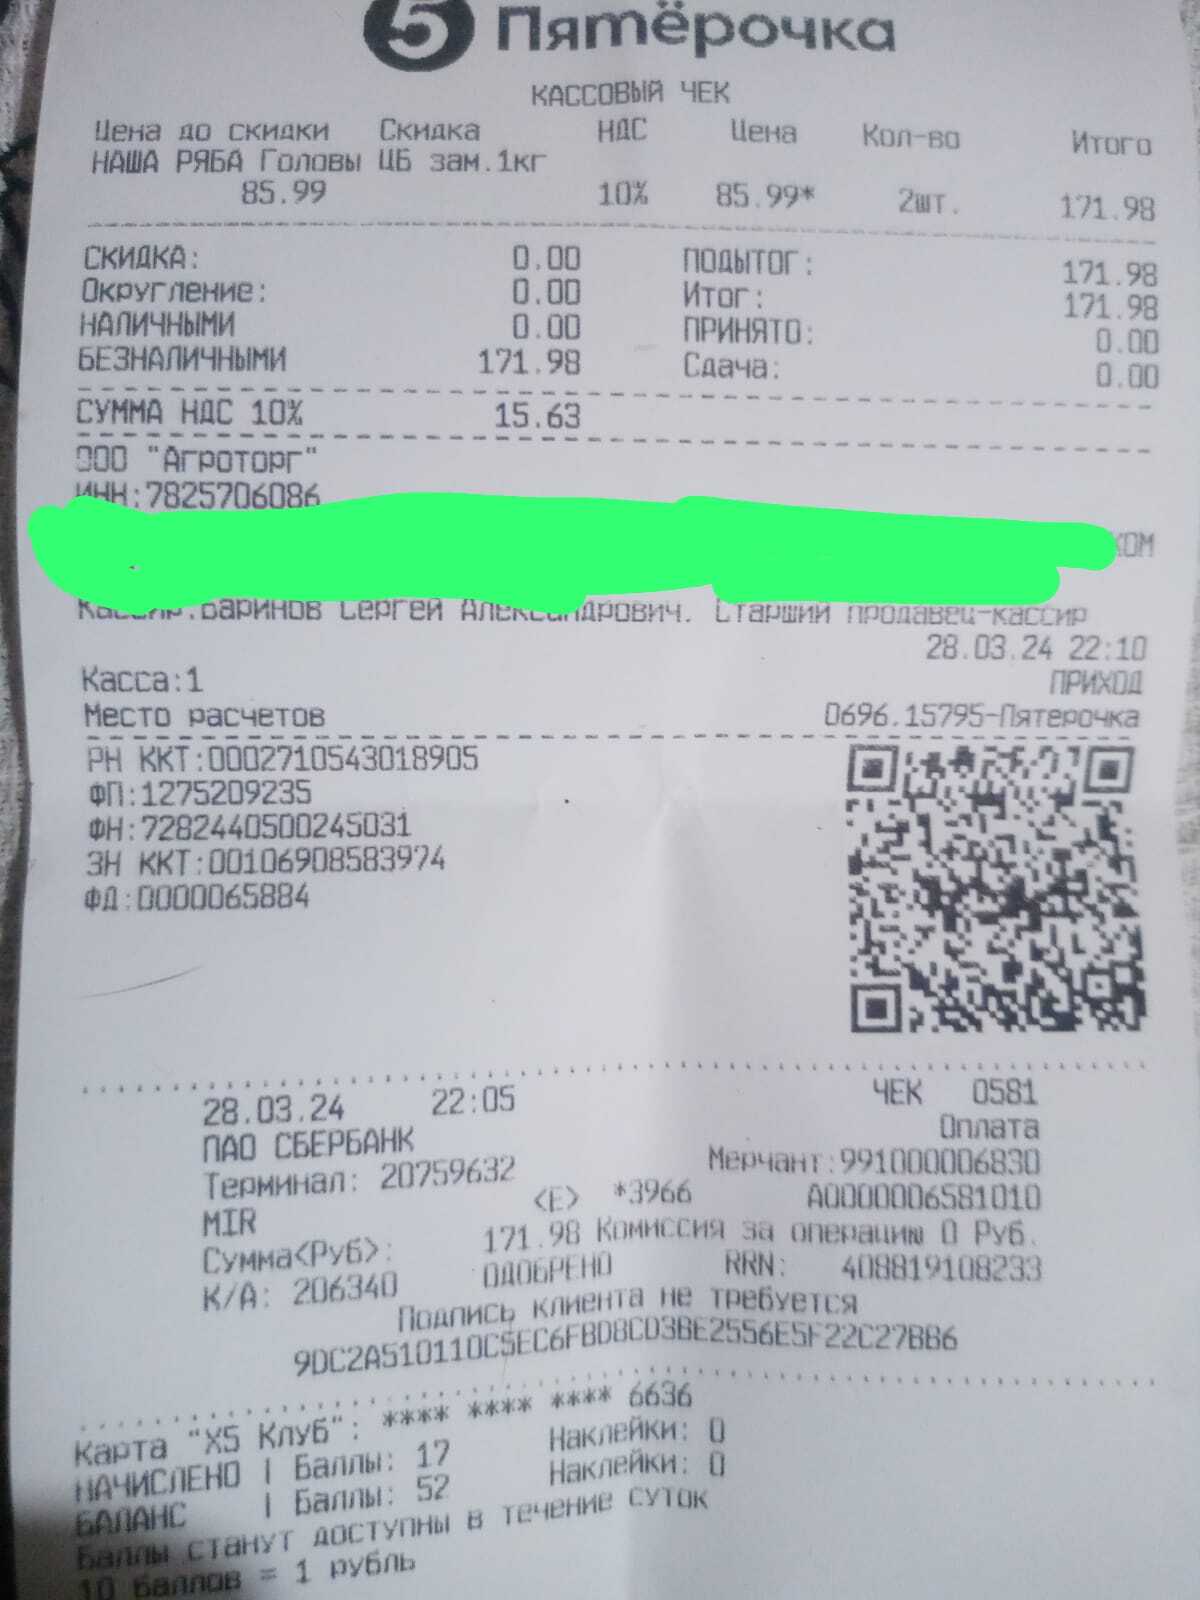 5 Пятёрочка
КАССОВЫЙ ЧЕК
Цена до скидки Скидка НДС Цена Кол-во Итого
НАША РЯБА Головы ЦБ зам.1кг
85.99 10% 85.99* 2шт. 171.98
СКИДКА: 0.00 ПОДЫТОГ: 171.98
Округление: 0.00 Итог: 171.98
НАЛИЧНЫМИ 0.00 ПРИНЯТО: 0.00
БЕЗНАЛИЧНЫМИ 171.98 Сдача: 0.00
СУММА НДС 10% 15.63
ООО "Агроторг"
ИНН:7825706086
КОМ
Кассир:Баринов Сергей Александрович. Старший продавец-кассир
28.03.24 22:10
Касса:1 ПРИХОД
Место расчетов 0696.15795-Пятерочка
РН ККТ:0002710543018905
ФП:1275209235
ФН:7282440500245031
ЗН ККТ:00106908583974
ФД:0000065884
28.03.24 22:05 ЧЕК 0581
ПАО СБЕРБАНК Оплата
Терминал: 20759632 Мерчант:991000006830
MIR <E> *3966 A0000006581010
Сумма<Руб>: 171.98 Комиссия за операцию 0 Руб.
К/А: 206340 ОДОБРЕНО RRN: 408819108233
Подпись клиента не требуется
9DC2A510110C5EC6FBD8CD3BE2556E5F22C27BB6
Карта "X5 Клуб": **** **** **** 6636
НАЧИСЛЕНО | Баллы: 17 Наклейки: 0
БАЛАНС | Баллы: 52 Наклейки: 0
Баллы станут доступны в течение суток
10 баллов = 1 рубль